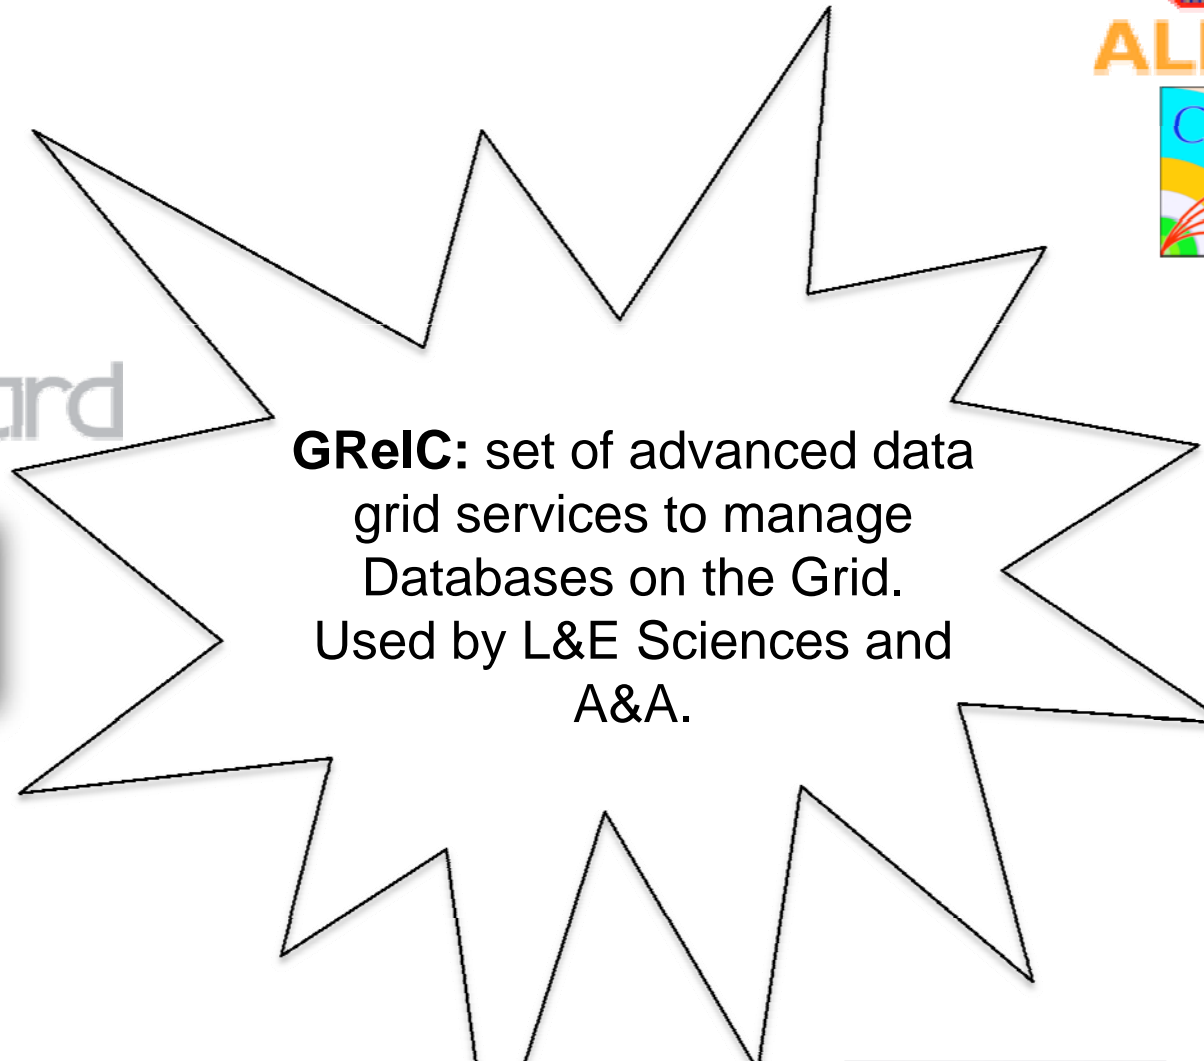 GRelC: set of advanced data
grid services to manage
Databases on the Grid.
Used by L&E Sciences and
A&A.